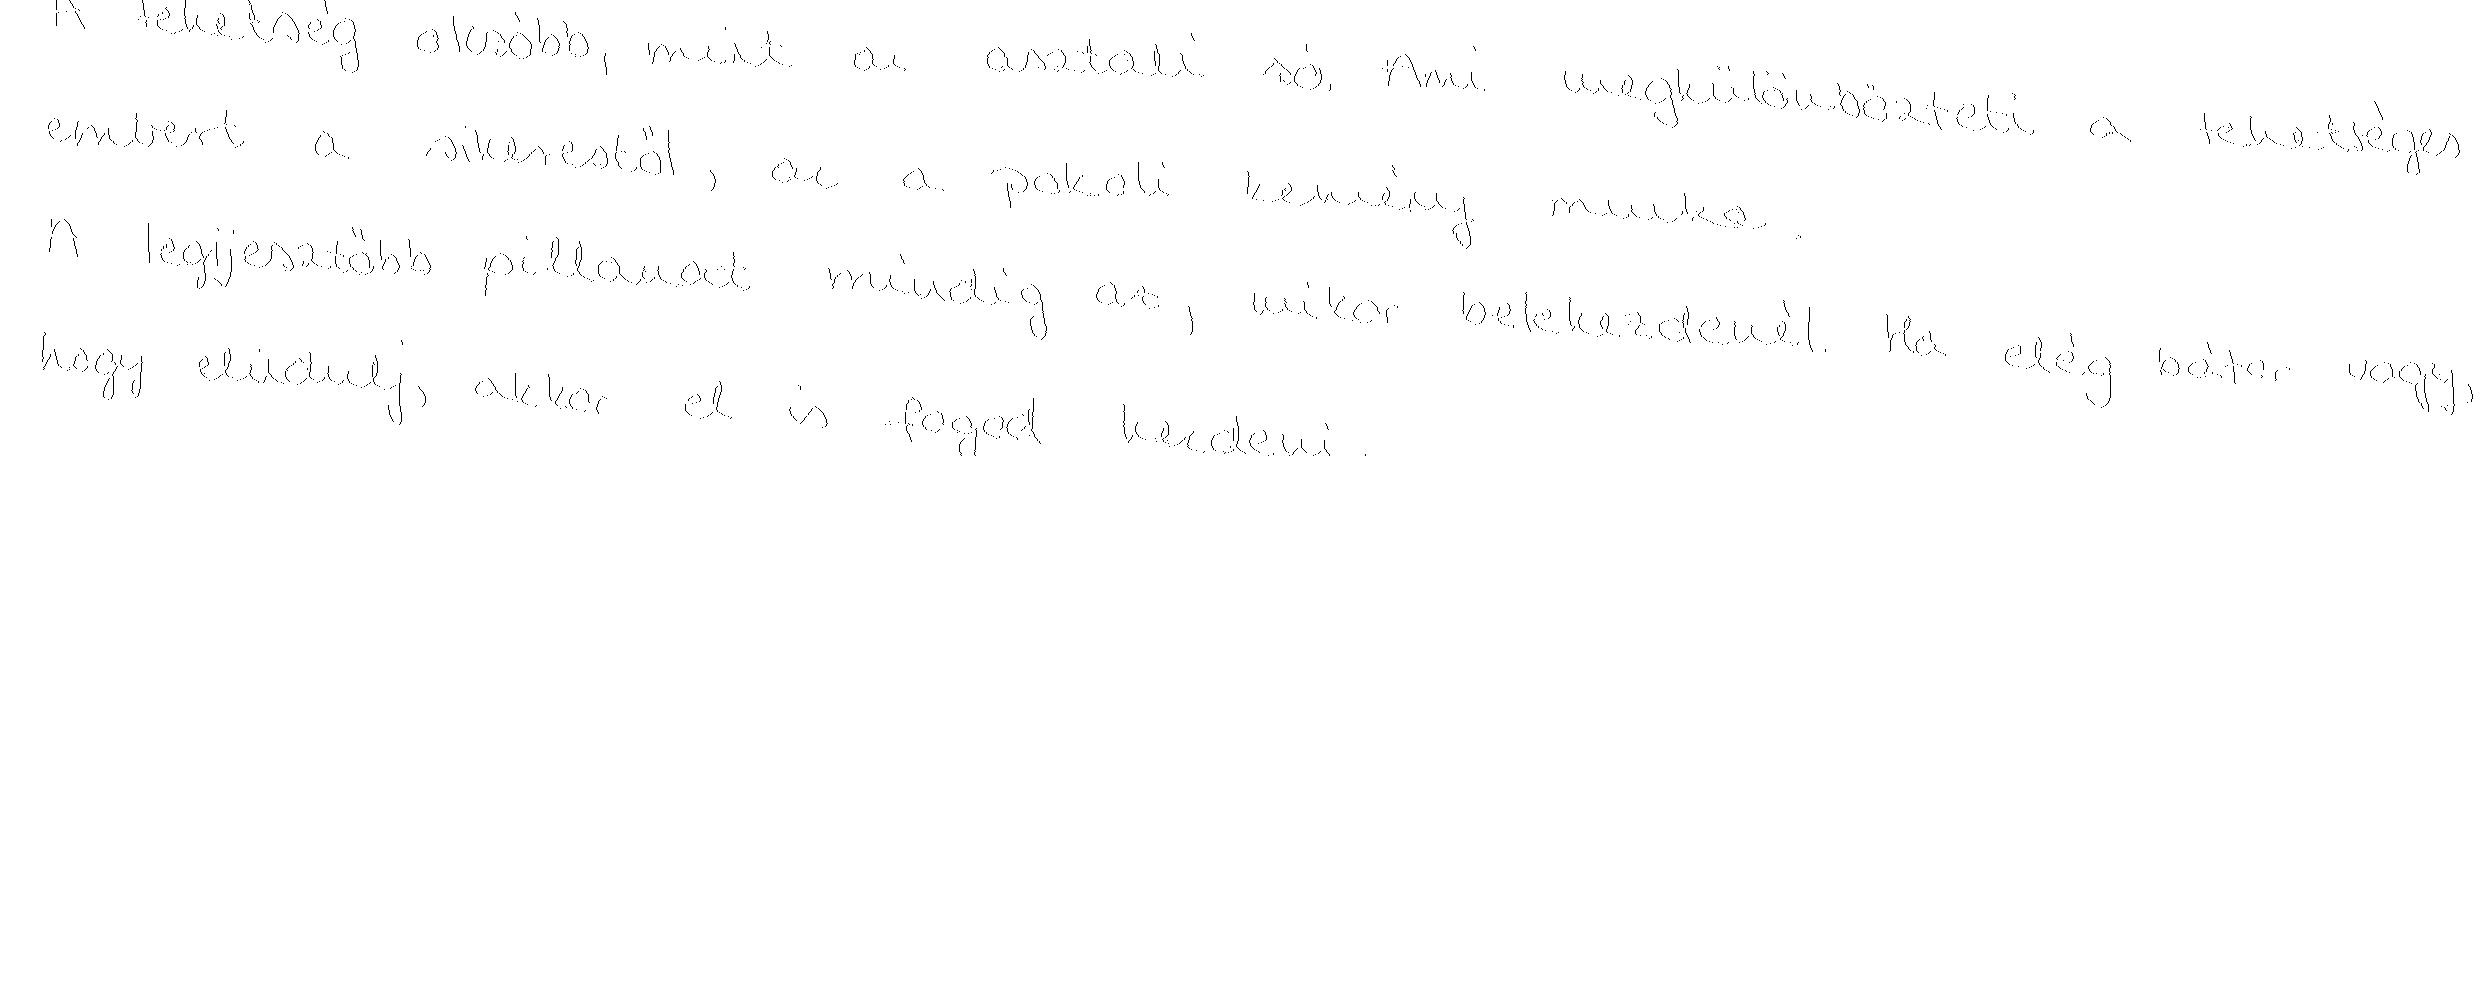 A tehetség olcsóbb, mint az asztali só. Ami megkülönbözteti a tehetséges
embert a sikerestől, az a pokoli kemény munka.
A legijesztőbb pillanat mindig az, mikor belekezdenél. Ha elég bátor vagy,
hogy elindulj, akkor el is fogod kezdeni.